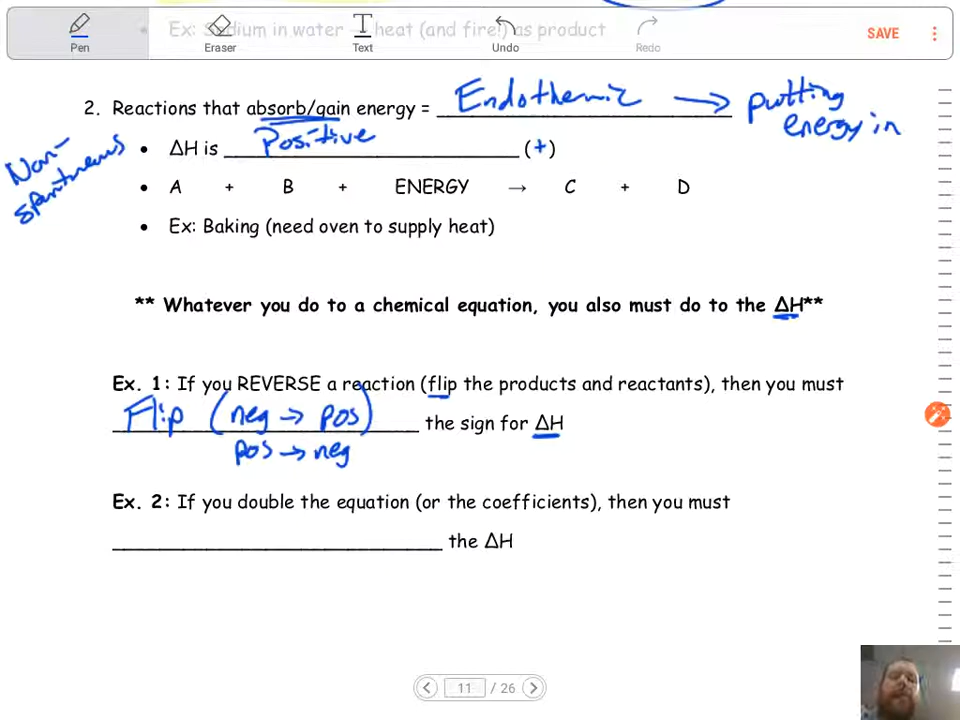 Ex: Sodium in water → heat (and fire!) as product
Pen Eraser Text Undo Redo SAVE
2. Reactions that absorb/gain energy = Endothermic → putting energy in
Non-spontaneous
• ΔH is Positive (+)
• A + B + ENERGY → C + D
• Ex: Baking (need oven to supply heat)
** Whatever you do to a chemical equation, you also must do to the ΔH**
Ex. 1: If you REVERSE a reaction (flip the products and reactants), then you must
Flip (neg → pos) the sign for ΔH
pos → neg
Ex. 2: If you double the equation (or the coefficients), then you must
the ΔH
11 / 26